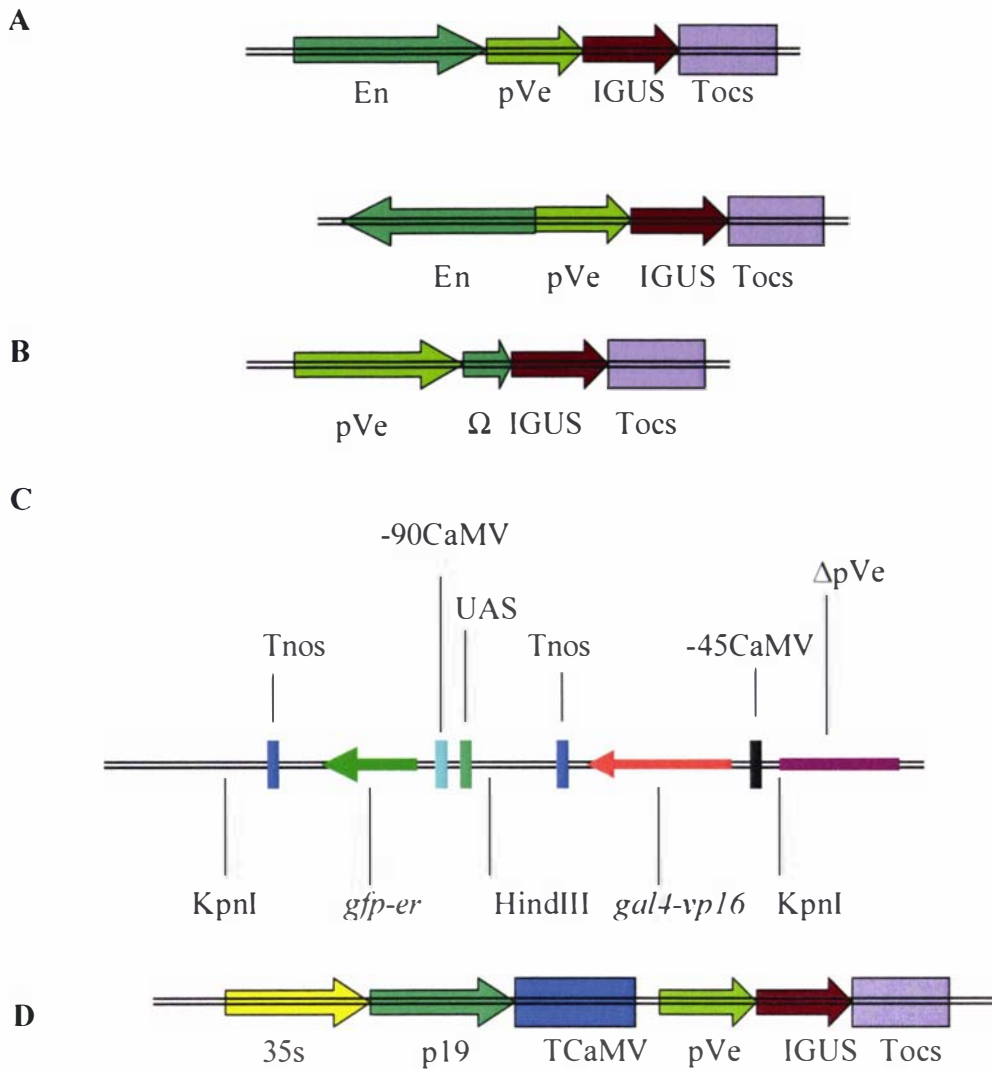 A
En pVe IGUS Tocs
En pVe IGUS Tocs
B
pVe Ω IGUS Tocs
C
-90CaMV
ΔpVe
UAS
Tnos Tnos -45CaMV
KpnI gfp-er HindIII gal4-vp16 KpnI
D
35s p19 TCaMV pVe IGUS Tocs